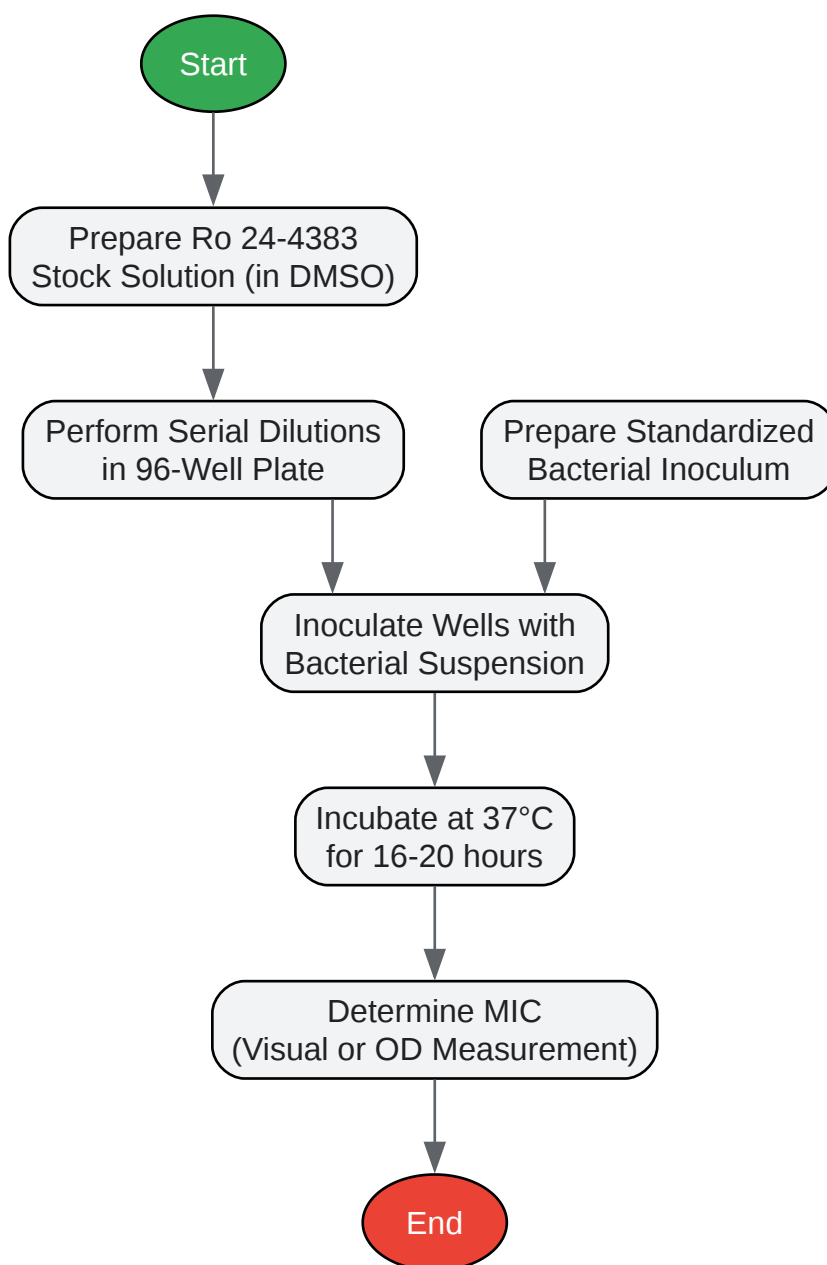 Start
Prepare Ro 24-4383
Stock Solution (in DMSO)
Perform Serial Dilutions
in 96-Well Plate
Prepare Standardized
Bacterial Inoculum
Inoculate Wells with
Bacterial Suspension
Incubate at 37°C
for 16-20 hours
Determine MIC
(Visual or OD Measurement)
End